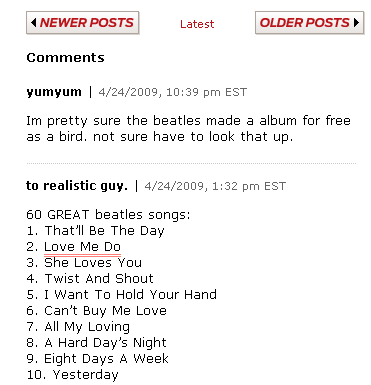 NEWER POSTS Latest OLDER POSTS
Comments
yumyum | 4/24/2009, 10:39 pm EST
Im pretty sure the beatles made a album for free
as a bird. not sure have to look that up.
to realistic guy. | 4/24/2009, 1:32 pm EST
60 GREAT beatles songs:
1. That’ll Be The Day
2. Love Me Do
3. She Loves You
4. Twist And Shout
5. I Want To Hold Your Hand
6. Can’t Buy Me Love
7. All My Loving
8. A Hard Day’s Night
9. Eight Days A Week
10. Yesterday